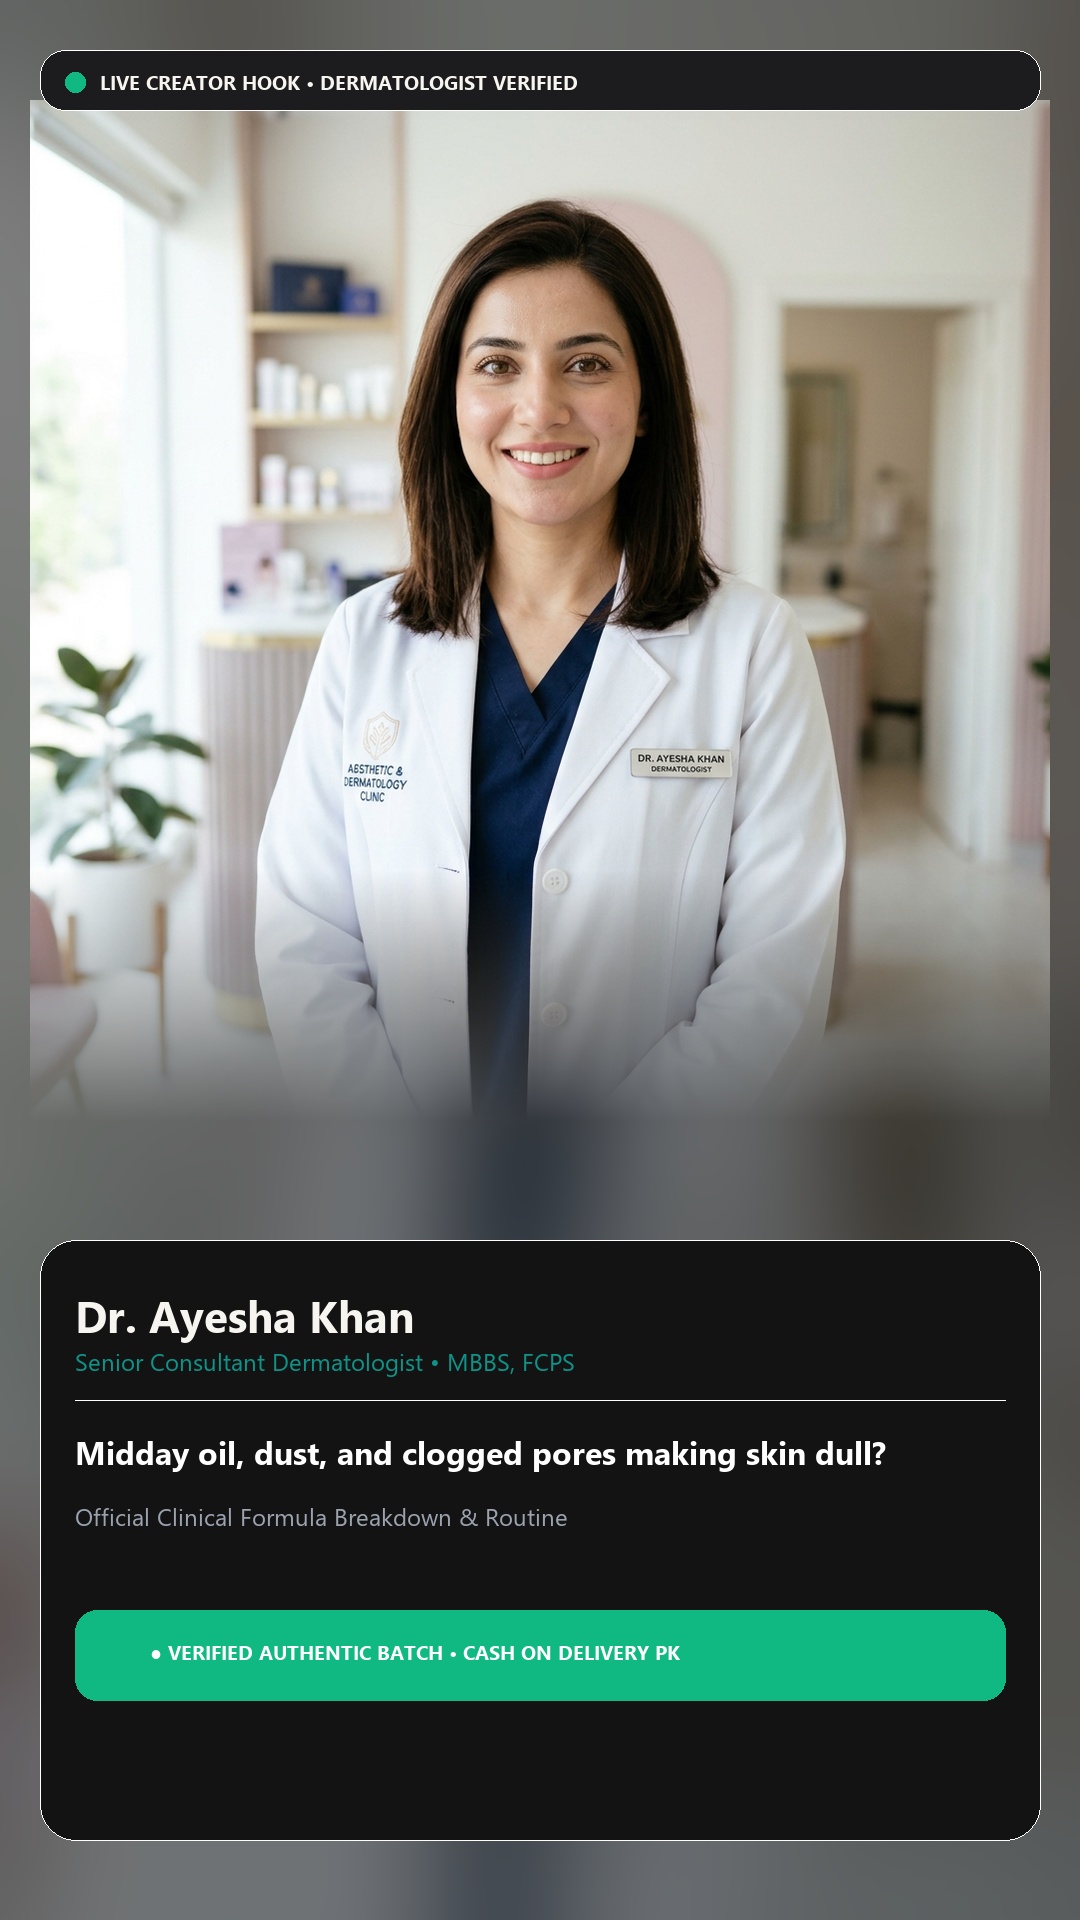 LIVE CREATOR HOOK • DERMATOLOGIST VERIFIED
AESTHETIC &
DERMATOLOGY
CLINIC
DR. AYESHA KHAN
DERMATOLOGIST
Dr. Ayesha Khan
Senior Consultant Dermatologist • MBBS, FCPS
Midday oil, dust, and clogged pores making skin dull?
Official Clinical Formula Breakdown & Routine
• VERIFIED AUTHENTIC BATCH • CASH ON DELIVERY PK